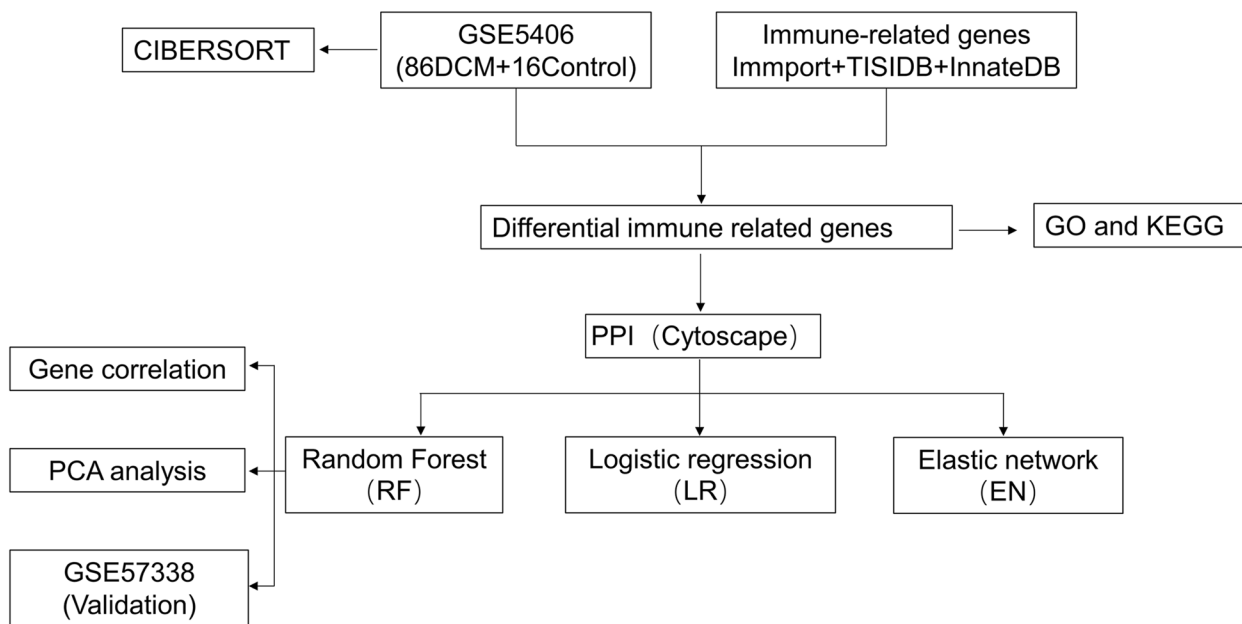 CIBERSORT
GSE5406
(86DCM+16Control)
Immune-related genes
Immport+TISIDB+InnateDB
Differential immune related genes
GO and KEGG
PPI（Cytoscape）
Gene correlation
PCA analysis
GSE57338
(Validation)
Random Forest
（RF）
Logistic regression
（LR）
Elastic network
（EN）